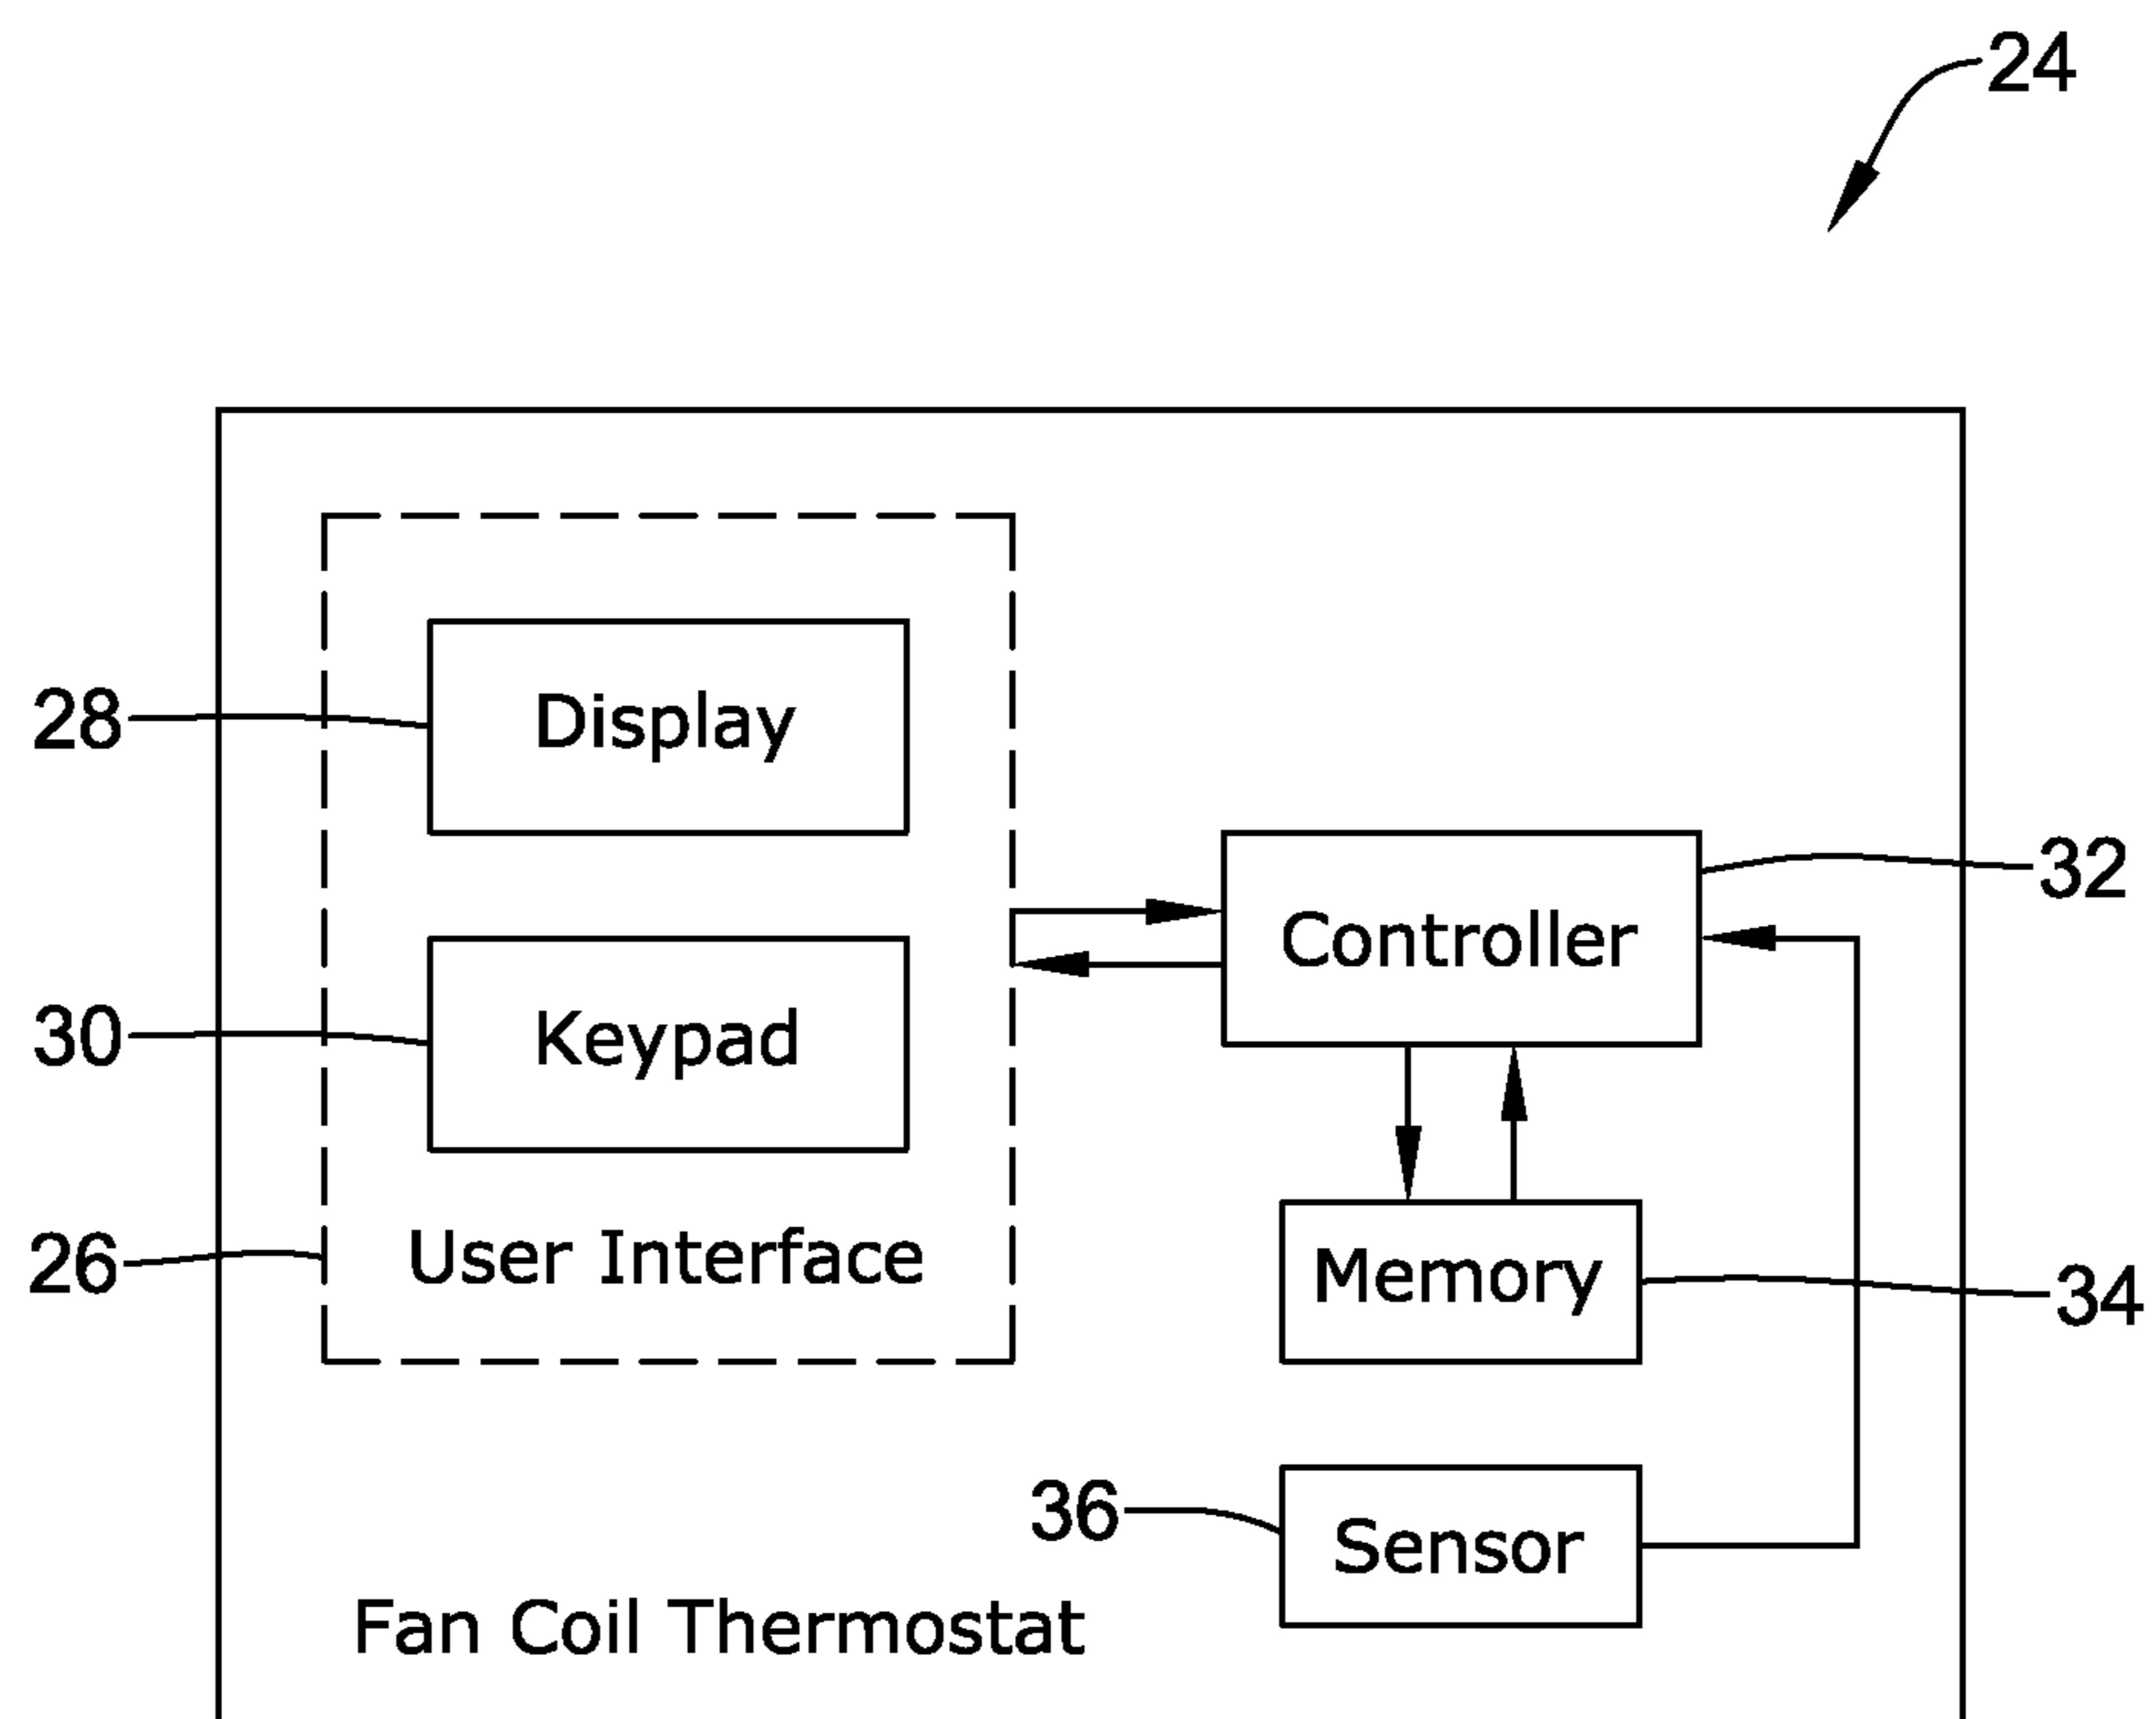 24
28
Display
32
Controller
30
Keypad
26
User Interface
Memory
34
36
Sensor
Fan Coil Thermostat